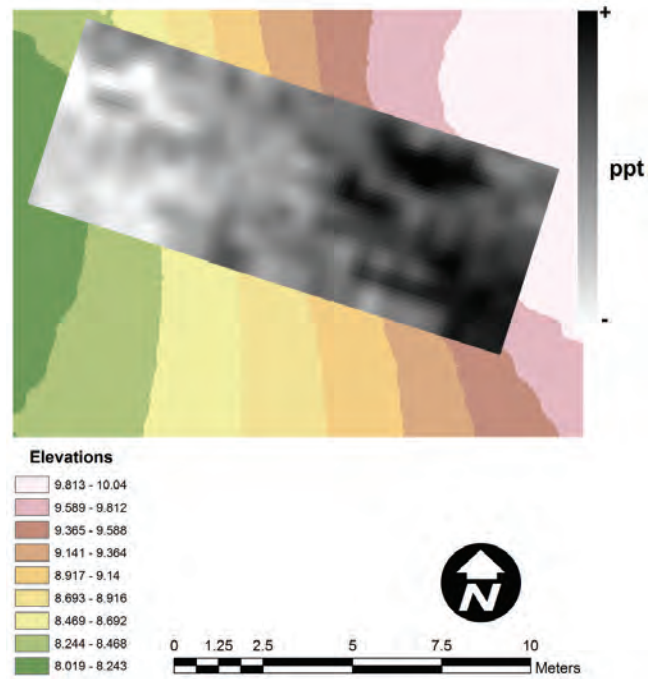 +
ppt
-
Elevations
9.813 - 10.04
9.589 - 9.812
9.365 - 9.588
9.141 - 9.364
8.917 - 9.14
8.693 - 8.916
8.469 - 8.692
8.244 - 8.468
8.019 - 8.243
N
0 1.25 2.5 5 7.5 10
Meters